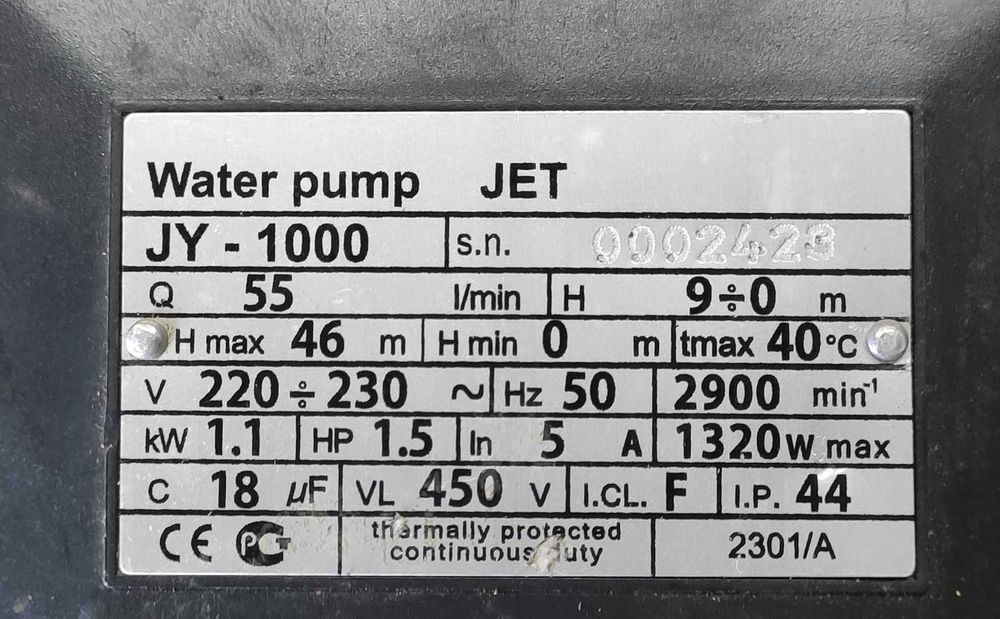 Water pump JET
JY - 1000 s.n. 0002423
Q 55 l/min H 9÷0 m
H max 46 m H min 0 m tmax 40 °C
V 220 ÷ 230 ~ Hz 50 2900 min⁻¹
kW 1.1 HP 1.5 In 5 A 1320w max
C 18 µF VL 450 V I.CL. F I.P. 44
CE РСТ thermally protected
continuous duty 2301/A